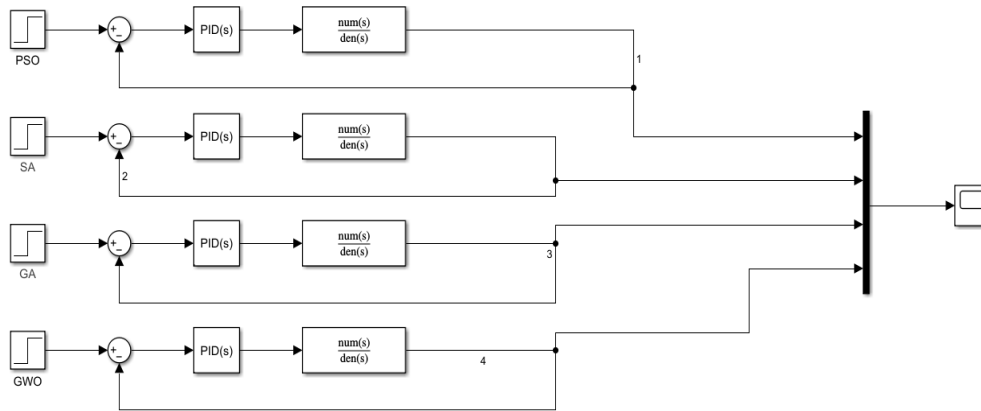 +
−
PID(s)
num(s)
den(s)
1
PSO
+
−
PID(s)
num(s)
den(s)
SA
2
+
−
PID(s)
num(s)
den(s)
3
GA
+
−
PID(s)
num(s)
den(s)
4
GWO